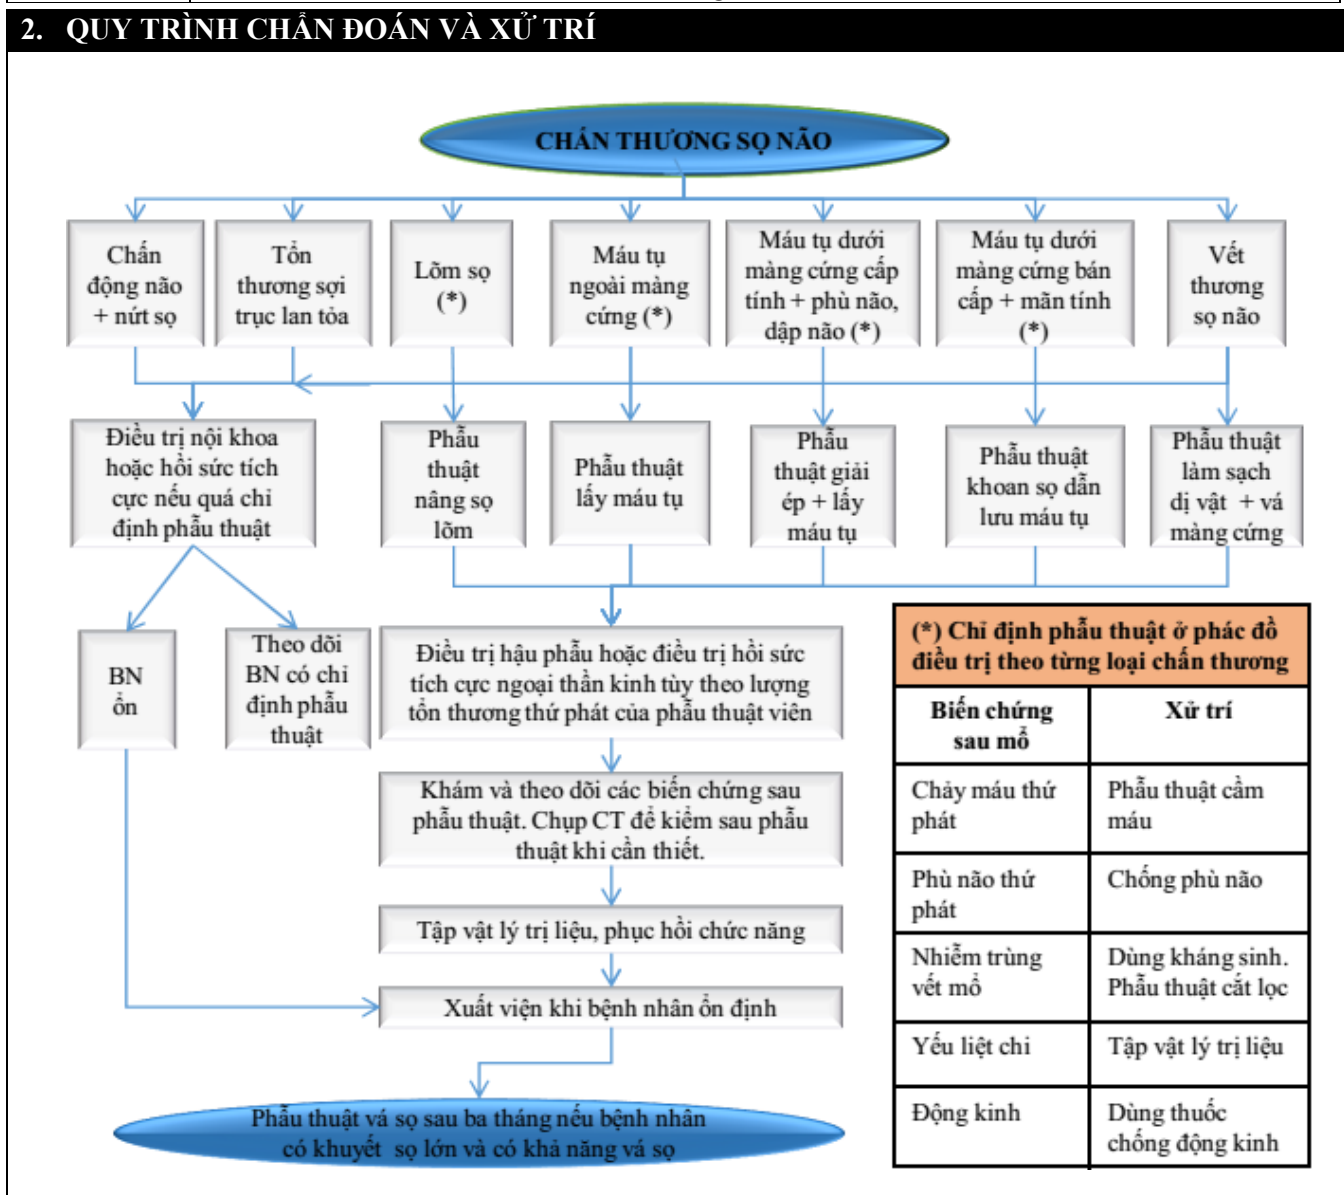 2. QUY TRÌNH CHẨN ĐOÁN VÀ XỬ TRÍ
CHẤN THƯƠNG SỌ NÃO
Chấn
động não
+ nứt sọ
Tổn
thương sợi
trục lan tỏa
Lõm sọ
(*)
Máu tụ
ngoài màng
cứng (*)
Máu tụ dưới
màng cứng cấp
tính + phù não,
dập não (*)
Máu tụ dưới
màng cứng bán
cấp + mãn tính
(*)
Vết
thương
sọ não
Điều trị nội khoa
hoặc hồi sức tích
cực nếu quá chỉ
định phẫu thuật
Phẫu
thuật
nâng sọ
lõm
Phẫu thuật
lấy máu tụ
Phẫu
thuật giải
ép + lấy
máu tụ
Phẫu thuật
khoan sọ dẫn
lưu máu tụ
Phẫu thuật
làm sạch
dị vật + vá
màng cứng
BN
ổn
Theo dõi
BN có chỉ
định phẫu
thuật
Điều trị hậu phẫu hoặc điều trị hồi sức
tích cực ngoại thần kinh tùy theo lượng
tổn thương thứ phát của phẫu thuật viên
Khám và theo dõi các biến chứng sau
phẫu thuật. Chụp CT để kiểm sau phẫu
thuật khi cần thiết.
Tập vật lý trị liệu, phục hồi chức năng
Xuất viện khi bệnh nhân ổn định
Phẫu thuật vá sọ sau ba tháng nếu bệnh nhân
có khuyết sọ lớn và có khả năng vá sọ
(*) Chỉ định phẫu thuật ở phác đồ
điều trị theo từng loại chấn thương
Biến chứng
sau mổ
Xử trí
Chảy máu thứ
phát
Phẫu thuật cầm
máu
Phù não thứ
phát
Chống phù não
Nhiễm trùng
vết mổ
Dùng kháng sinh.
Phẫu thuật cắt lọc
Yếu liệt chi
Tập vật lý trị liệu
Động kinh
Dùng thuốc
chống động kinh